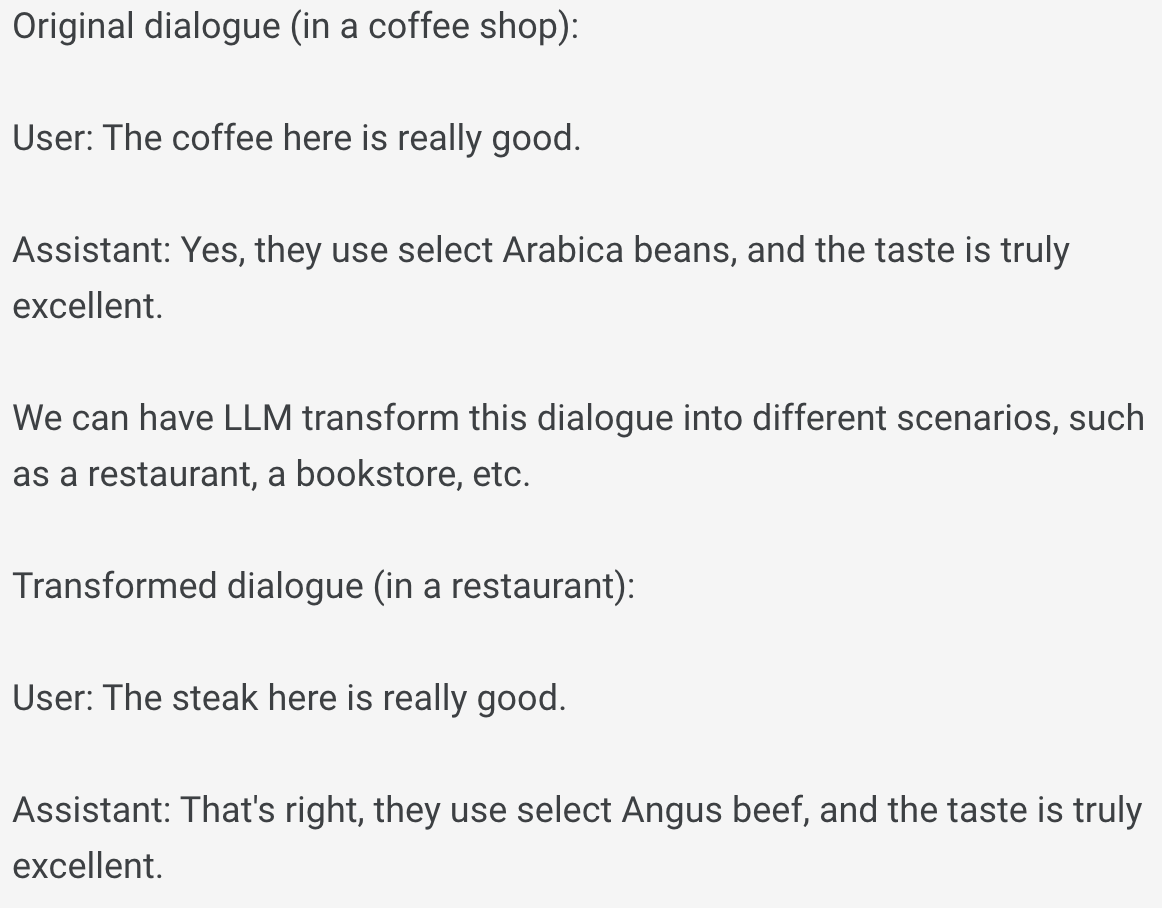 Original dialogue (in a coffee shop):
User: The coffee here is really good.
Assistant: Yes, they use select Arabica beans, and the taste is truly
excellent.
We can have LLM transform this dialogue into different scenarios, such
as a restaurant, a bookstore, etc.
Transformed dialogue (in a restaurant):
User: The steak here is really good.
Assistant: That's right, they use select Angus beef, and the taste is truly
excellent.